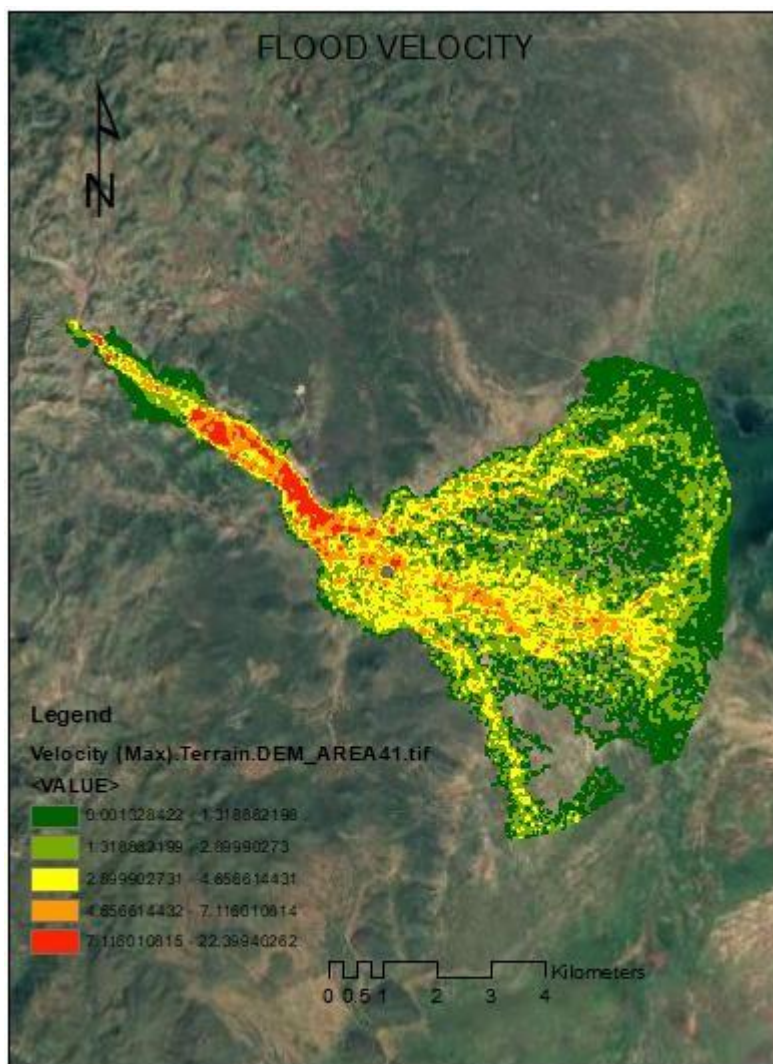 FLOOD VELOCITY
N
Legend
Velocity (Max).Terrain.DEM_AREA41.tif
<VALUE>
0.001328422 - 1.318882198
1.318882199 - 2.89990273
2.899902731 - 4.656614431
4.656614432 - 7.116010814
7.116010815 - 22.39940262
Kilometers
0 0.5 1 2 3 4